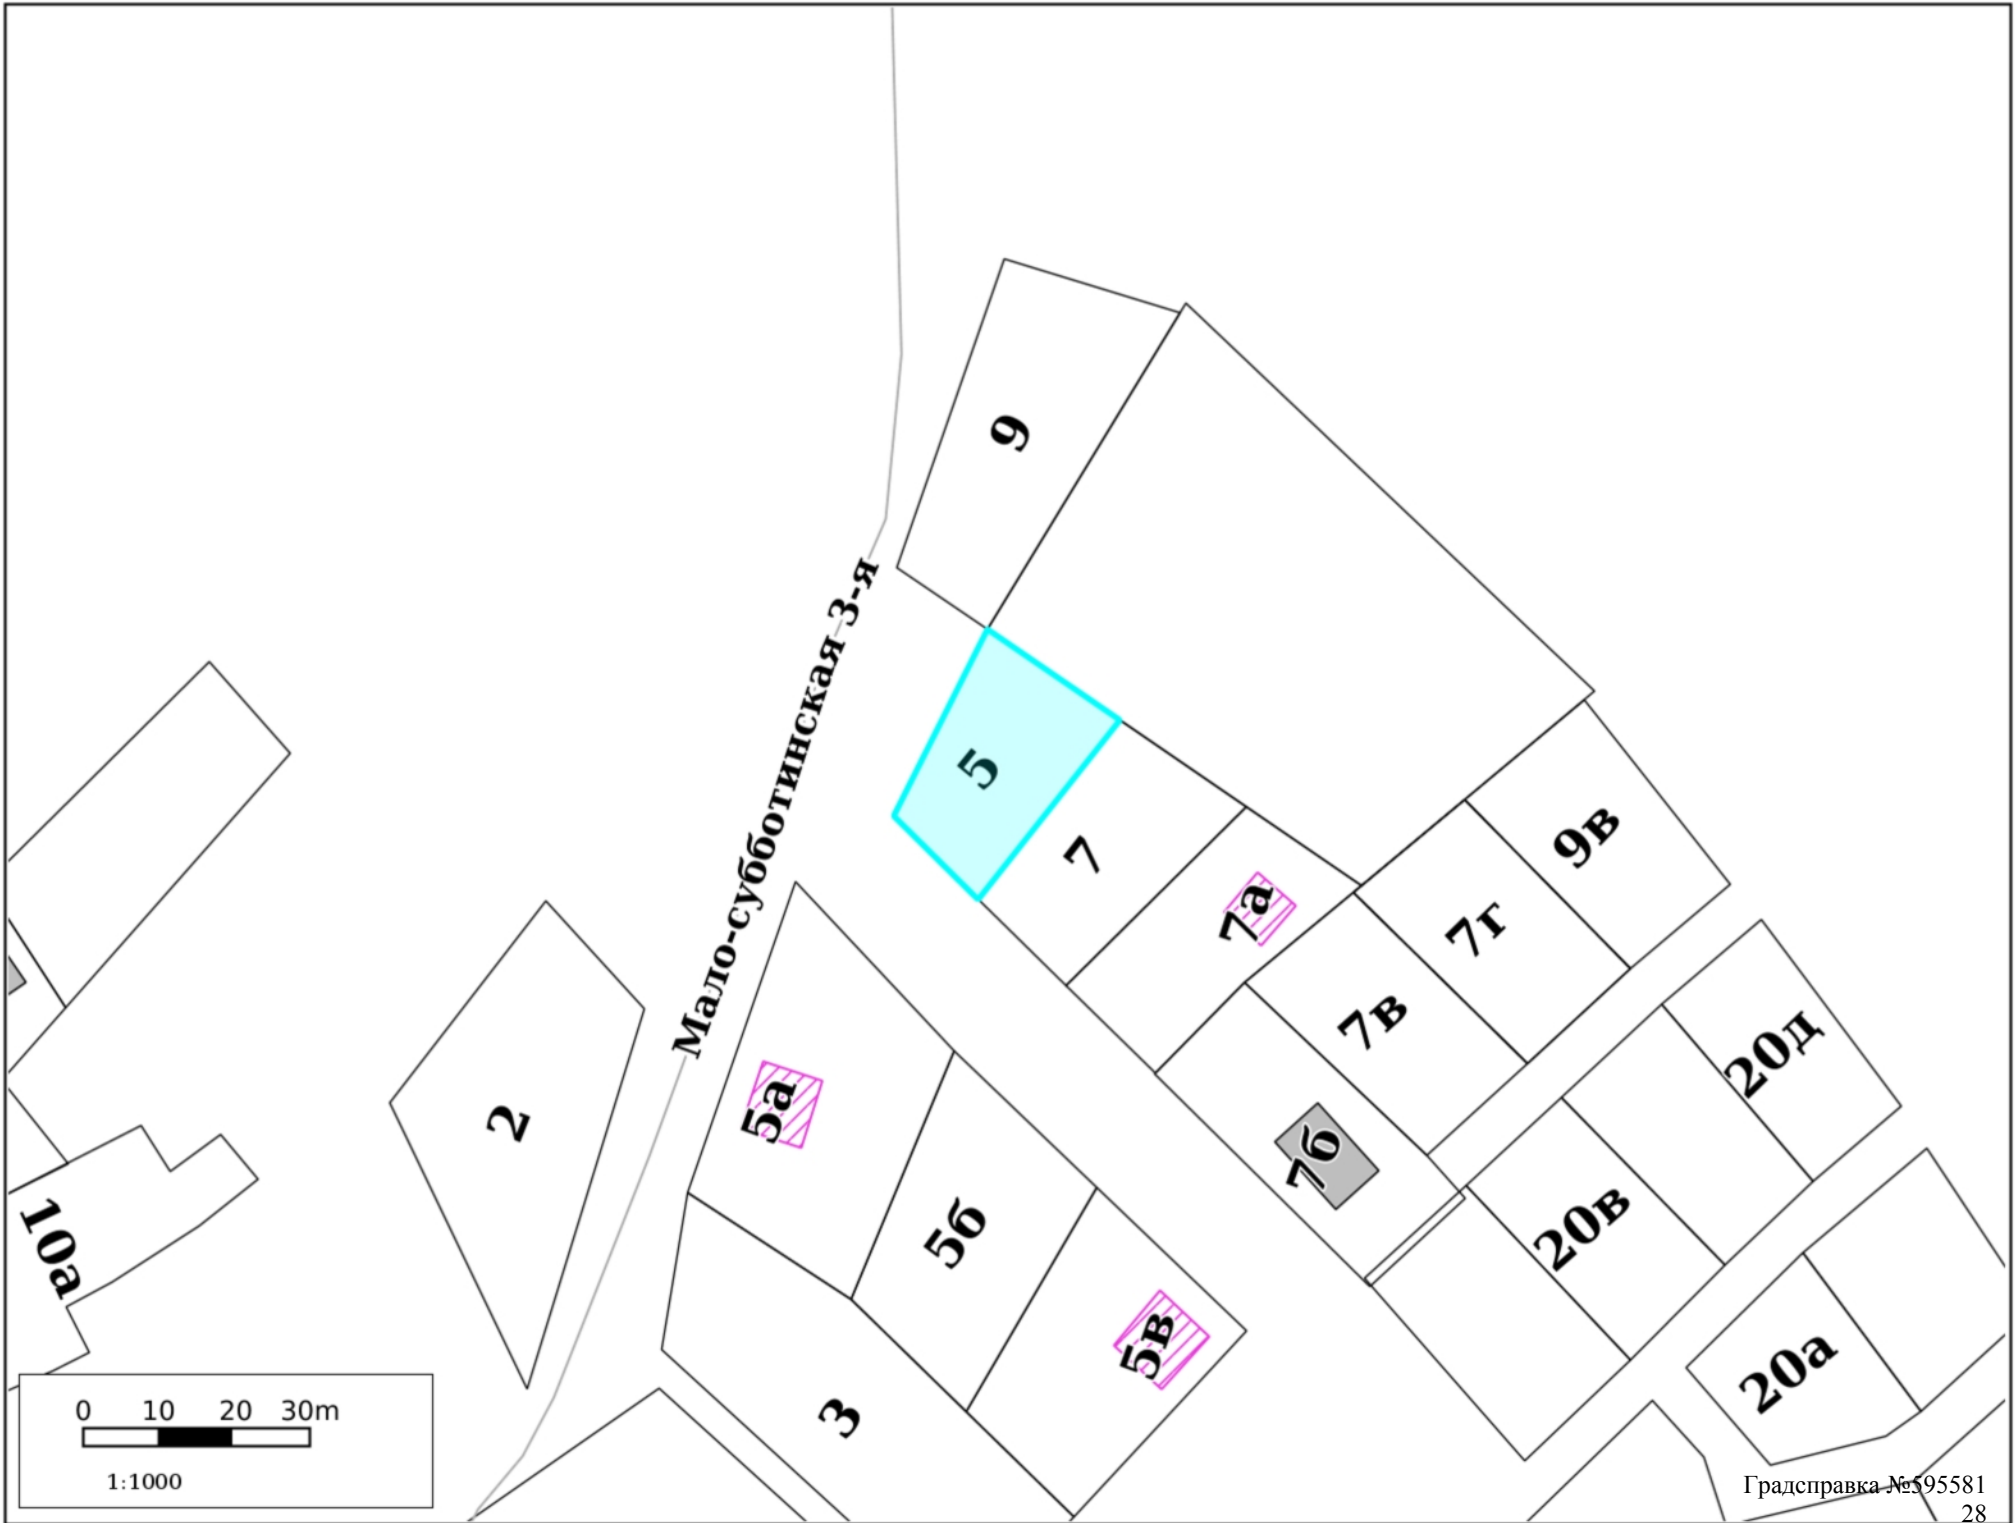 9
Мало-субботинская 3-я
5
7
7а
9в
7г
7в
20д
2
5а
7б
5б
20в
10а
5в
20а
3
0 10 20 30m
1:1000
Градсправка №595581
28